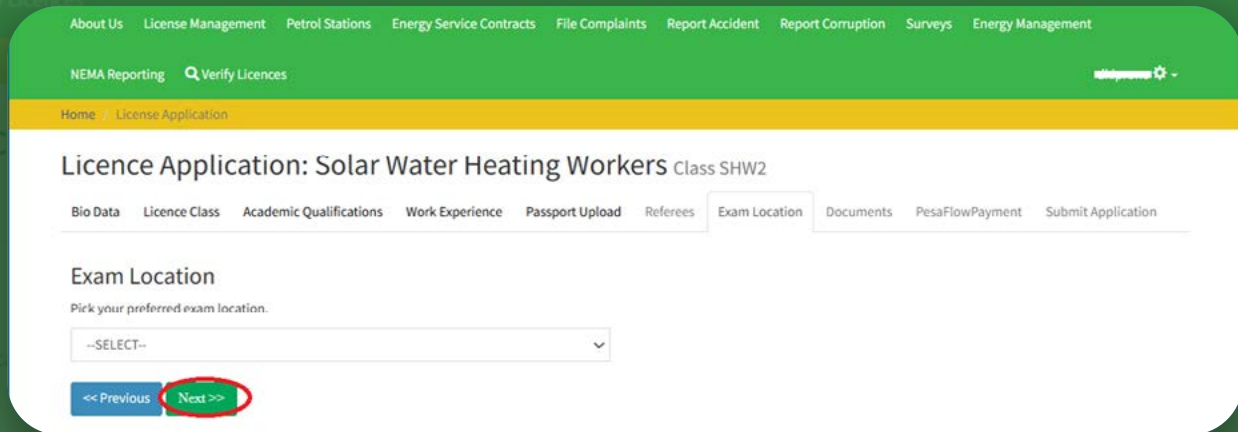 About Us License Management Petrol Stations Energy Service Contracts File Complaints Report Accident Report Corruption Surveys Energy Management
NEMA Reporting Verify Licences
Home / License Application
Licence Application: Solar Water Heating Workers Class SHW2
Bio Data Licence Class Academic Qualifications Work Experience Passport Upload Referees Exam Location Documents PesaFlowPayment Submit Application
Exam Location
Pick your preferred exam location.
--SELECT--
<< Previous Next >>